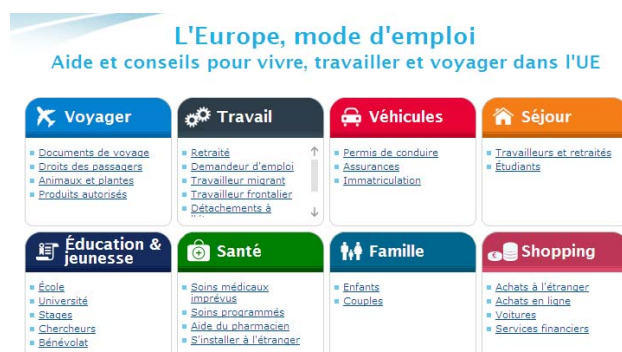 L'Europe, mode d'emploi
Aide et conseils pour vivre, travailler et voyager dans l'UE
Voyager
Documents de voyage
Droits des passagers
Animaux et plantes
Produits autorisés
Travail
Retraité
Demandeur d'emploi
Travailleur migrant
Travailleur frontalier
Détachements à
Véhicules
Permis de conduire
Assurances
Immatriculation
Séjour
Travailleurs et retraités
Étudiants
Éducation &
jeunesse
École
Université
Stages
Chercheurs
Bénévolat
Santé
Soins médicaux
imprévus
Soins programmés
Aide du pharmacien
S'installer à l'étranger
Famille
Enfants
Couples
Shopping
Achats à l'étranger
Achats en ligne
Voitures
Services financiers